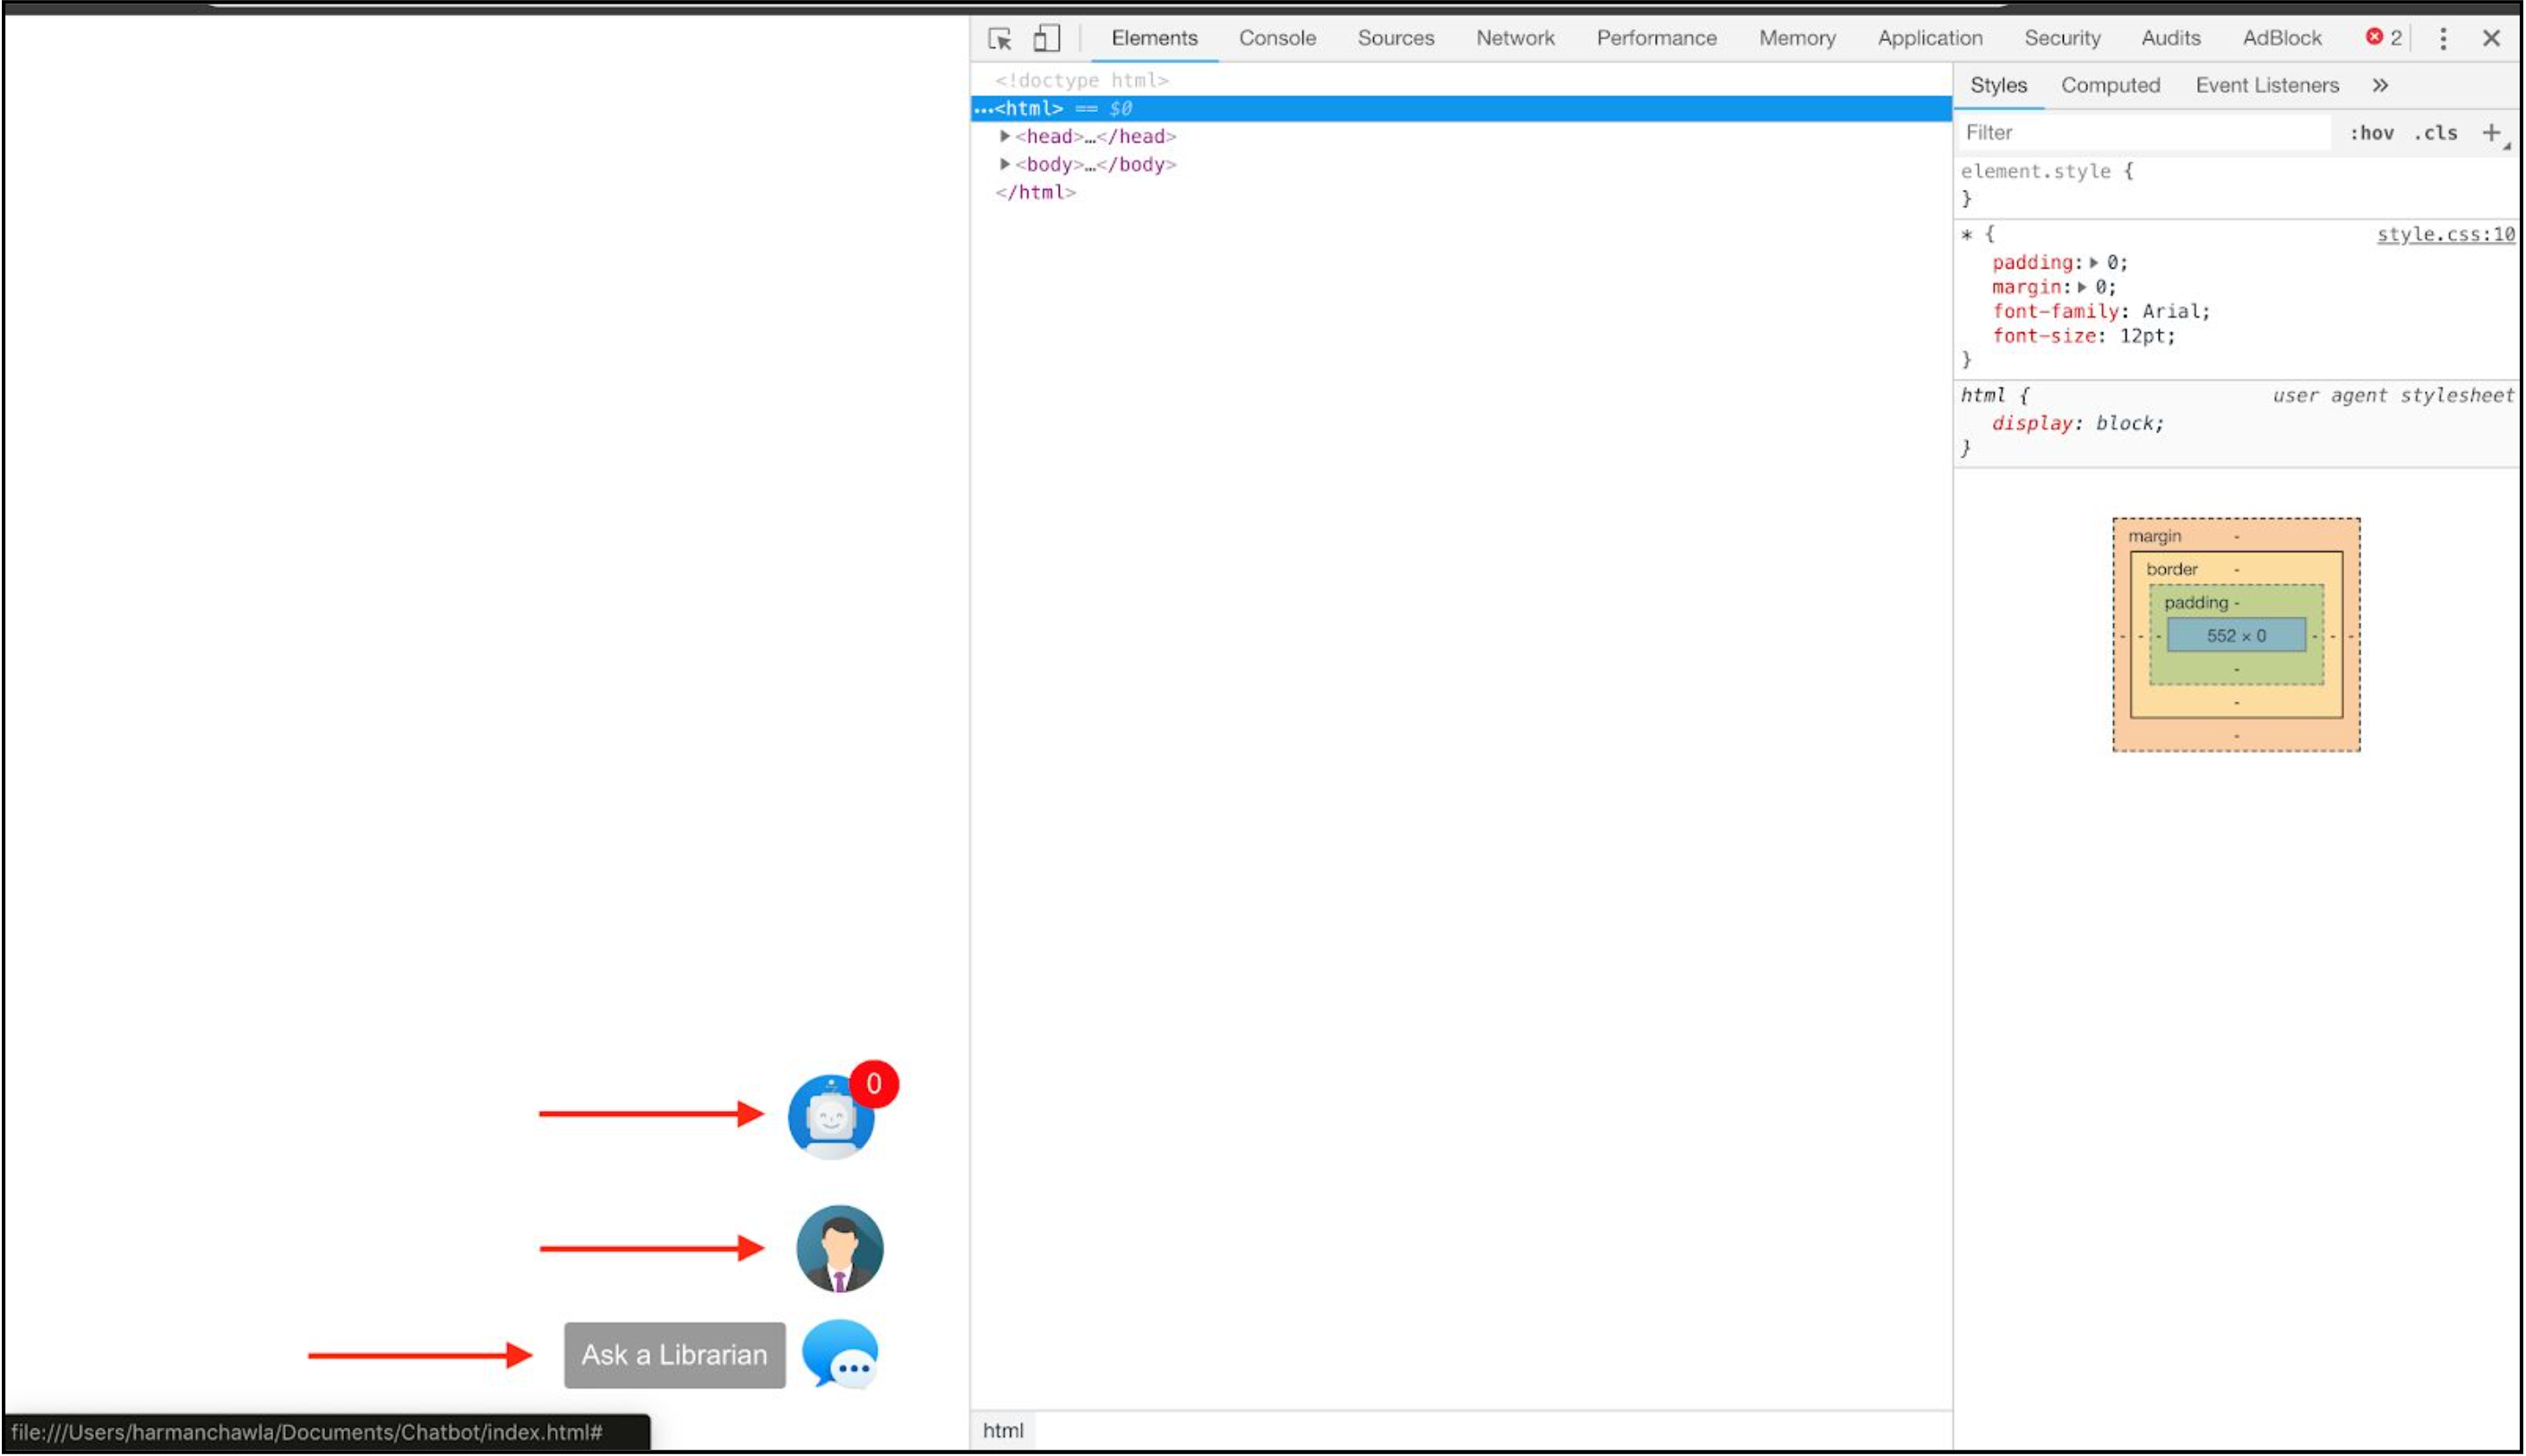 Elements Console Sources Network Performance Memory Application Security Audits AdBlock 2
<!doctype html>
...<html> == $0
<head>…</head>
<body>…</body>
</html>
html
Styles Computed Event Listeners »
Filter :hov .cls +
element.style {
}
* { style.css:10
padding: 0;
margin: 0;
font-family: Arial;
font-size: 12pt;
}
html { user agent stylesheet
display: block;
}
margin -
border -
padding -
- - - 552 × 0 - - -
-
-
-
0
Ask a Librarian
file:///Users/harmanchawla/Documents/Chatbot/index.html#